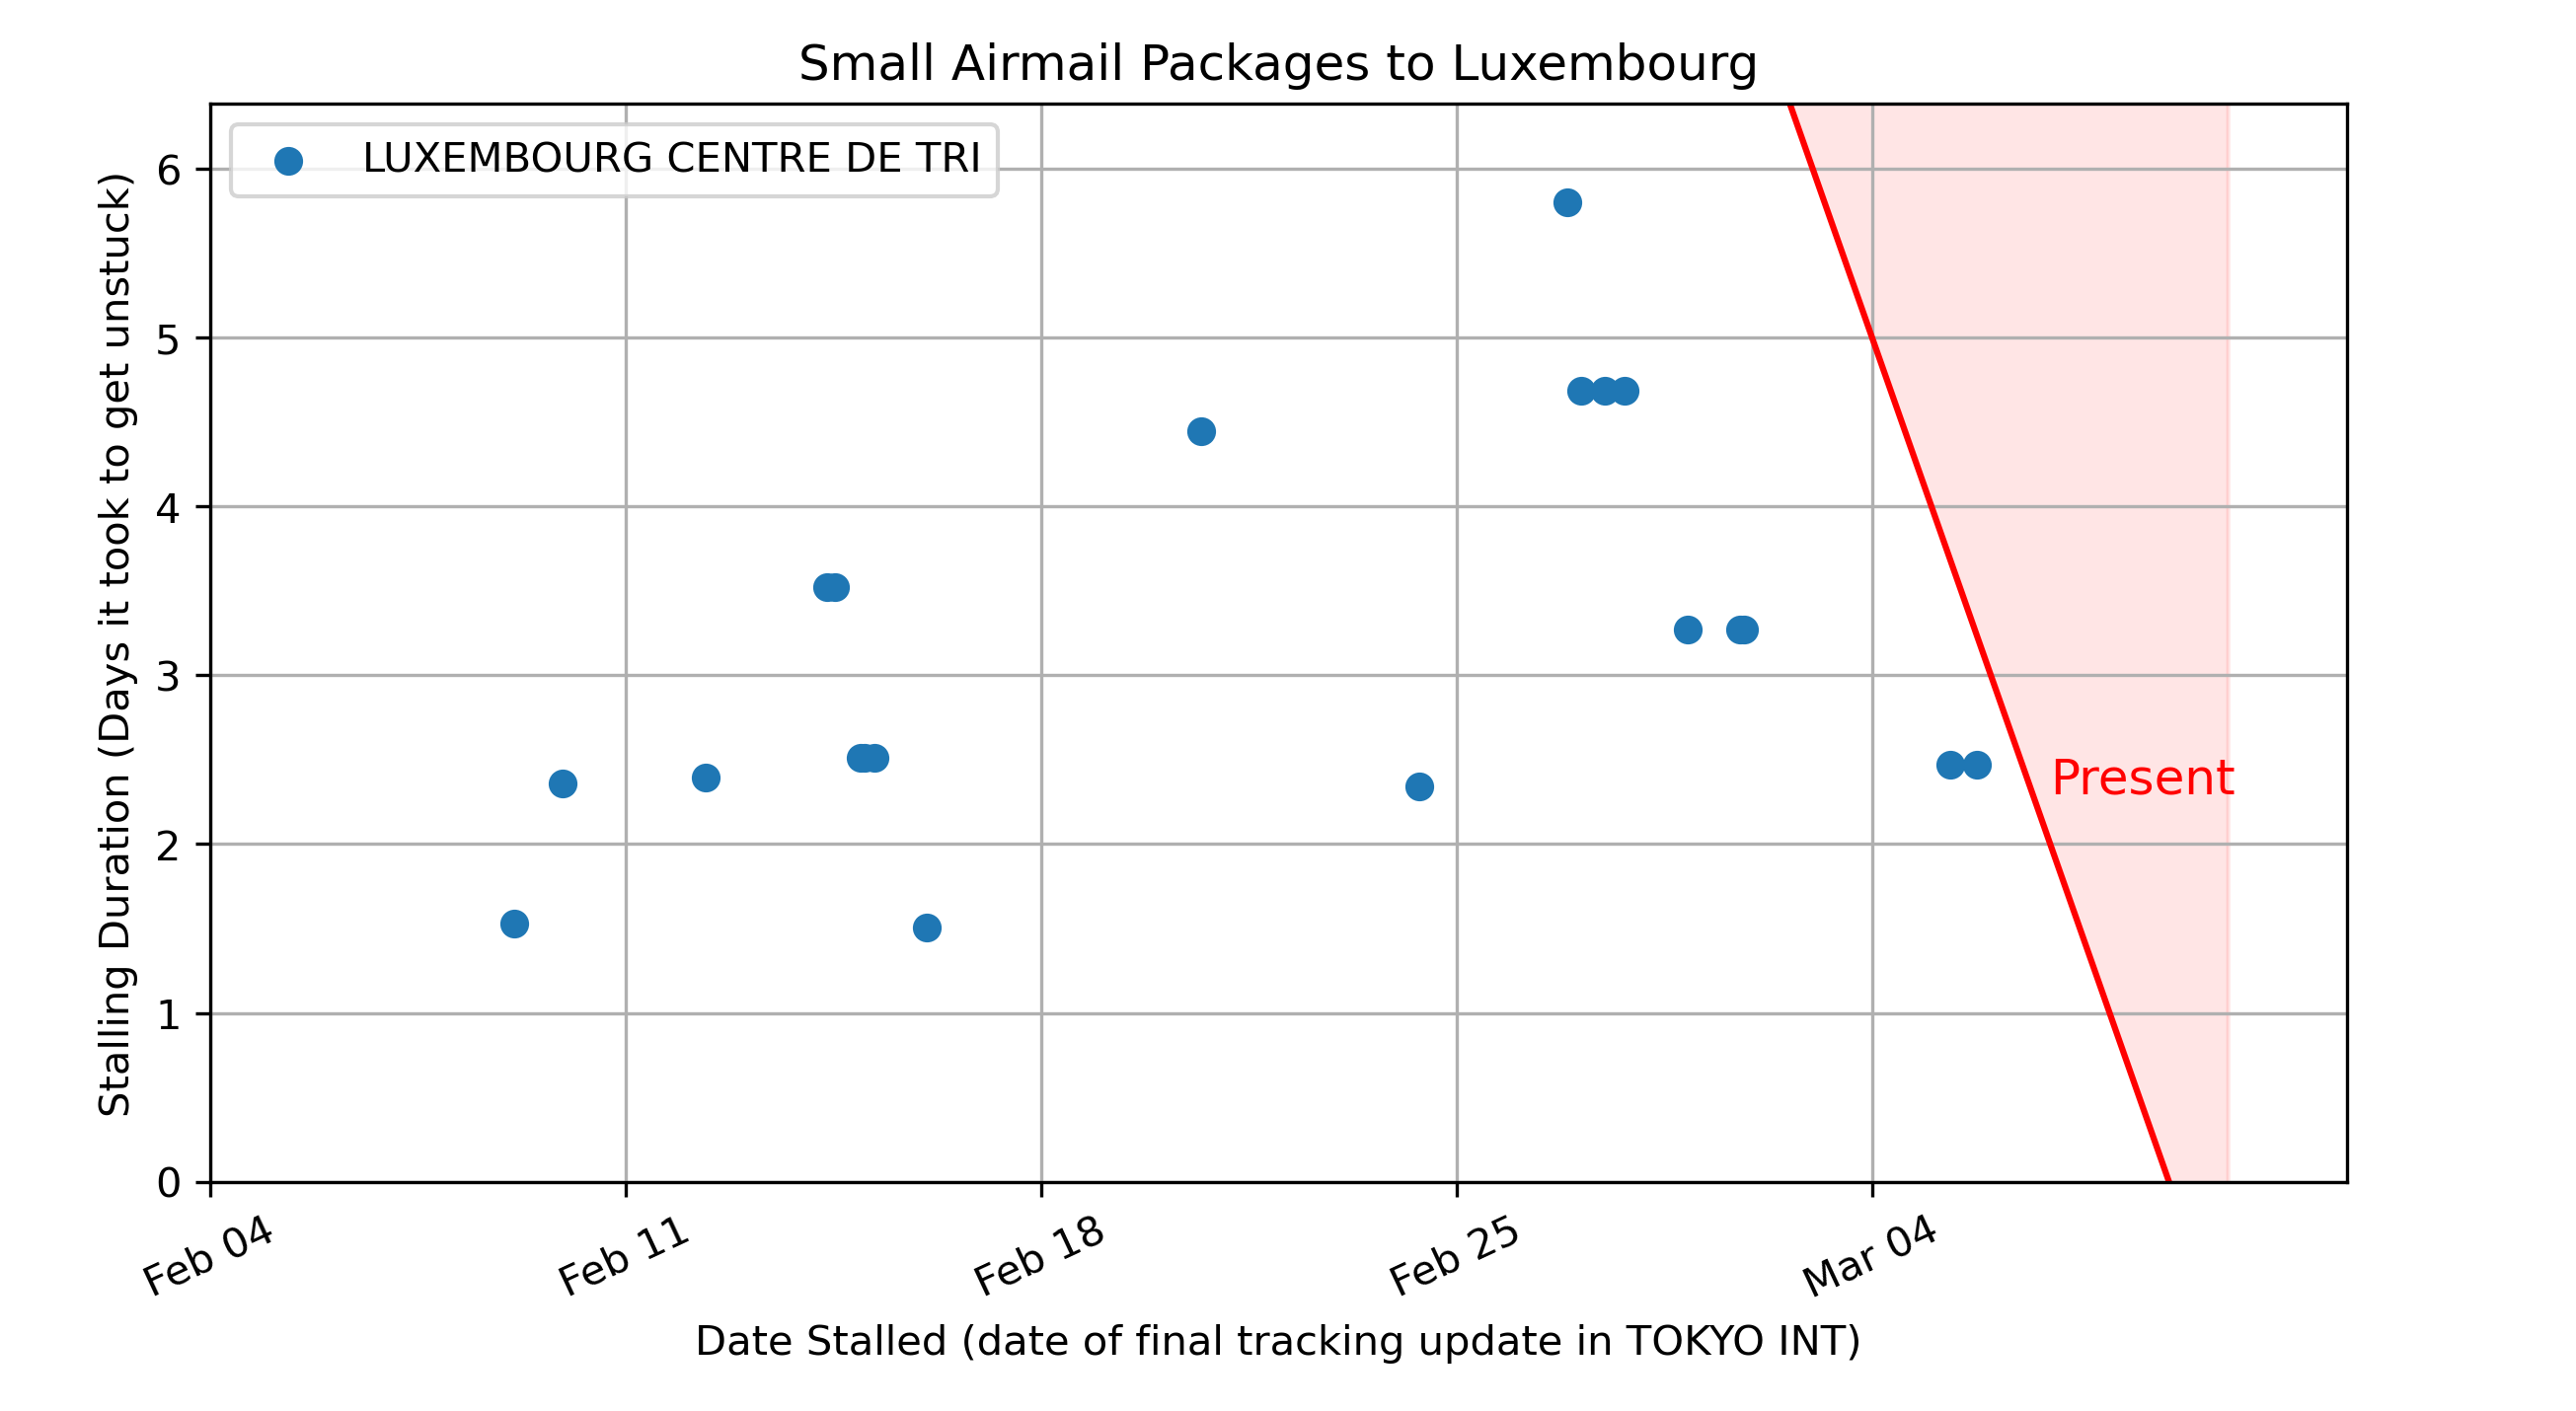 Small Airmail Packages to Luxembourg
LUXEMBOURG CENTRE DE TRI
Stalling Duration (Days it took to get unstuck)
6
5
4
3
2
1
0
Present
Feb 04
Feb 11
Feb 18
Feb 25
Mar 04
Date Stalled (date of final tracking update in TOKYO INT)